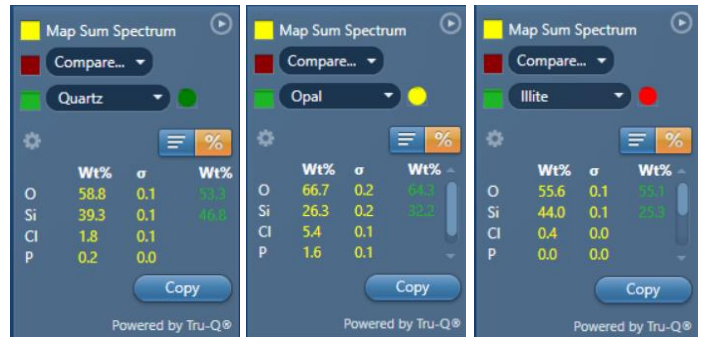 Map Sum Spectrum
Compare...
Quartz
%
Wt% σ Wt%
O 58.8 0.1 53.3
Si 39.3 0.1 46.8
Cl 1.8 0.1
P 0.2 0.0
Copy
Powered by Tru-Q®
Map Sum Spectrum
Compare...
Opal
%
Wt% σ Wt%
O 66.7 0.2 64.3
Si 26.3 0.2 32.2
Cl 5.4 0.1
P 1.6 0.1
Copy
Powered by Tru-Q®
Map Sum Spectrum
Compare...
Illite
%
Wt% σ Wt%
O 55.6 0.1 55.1
Si 44.0 0.1 25.3
Cl 0.4 0.0
P 0.0 0.0
Copy
Powered by Tru-Q®